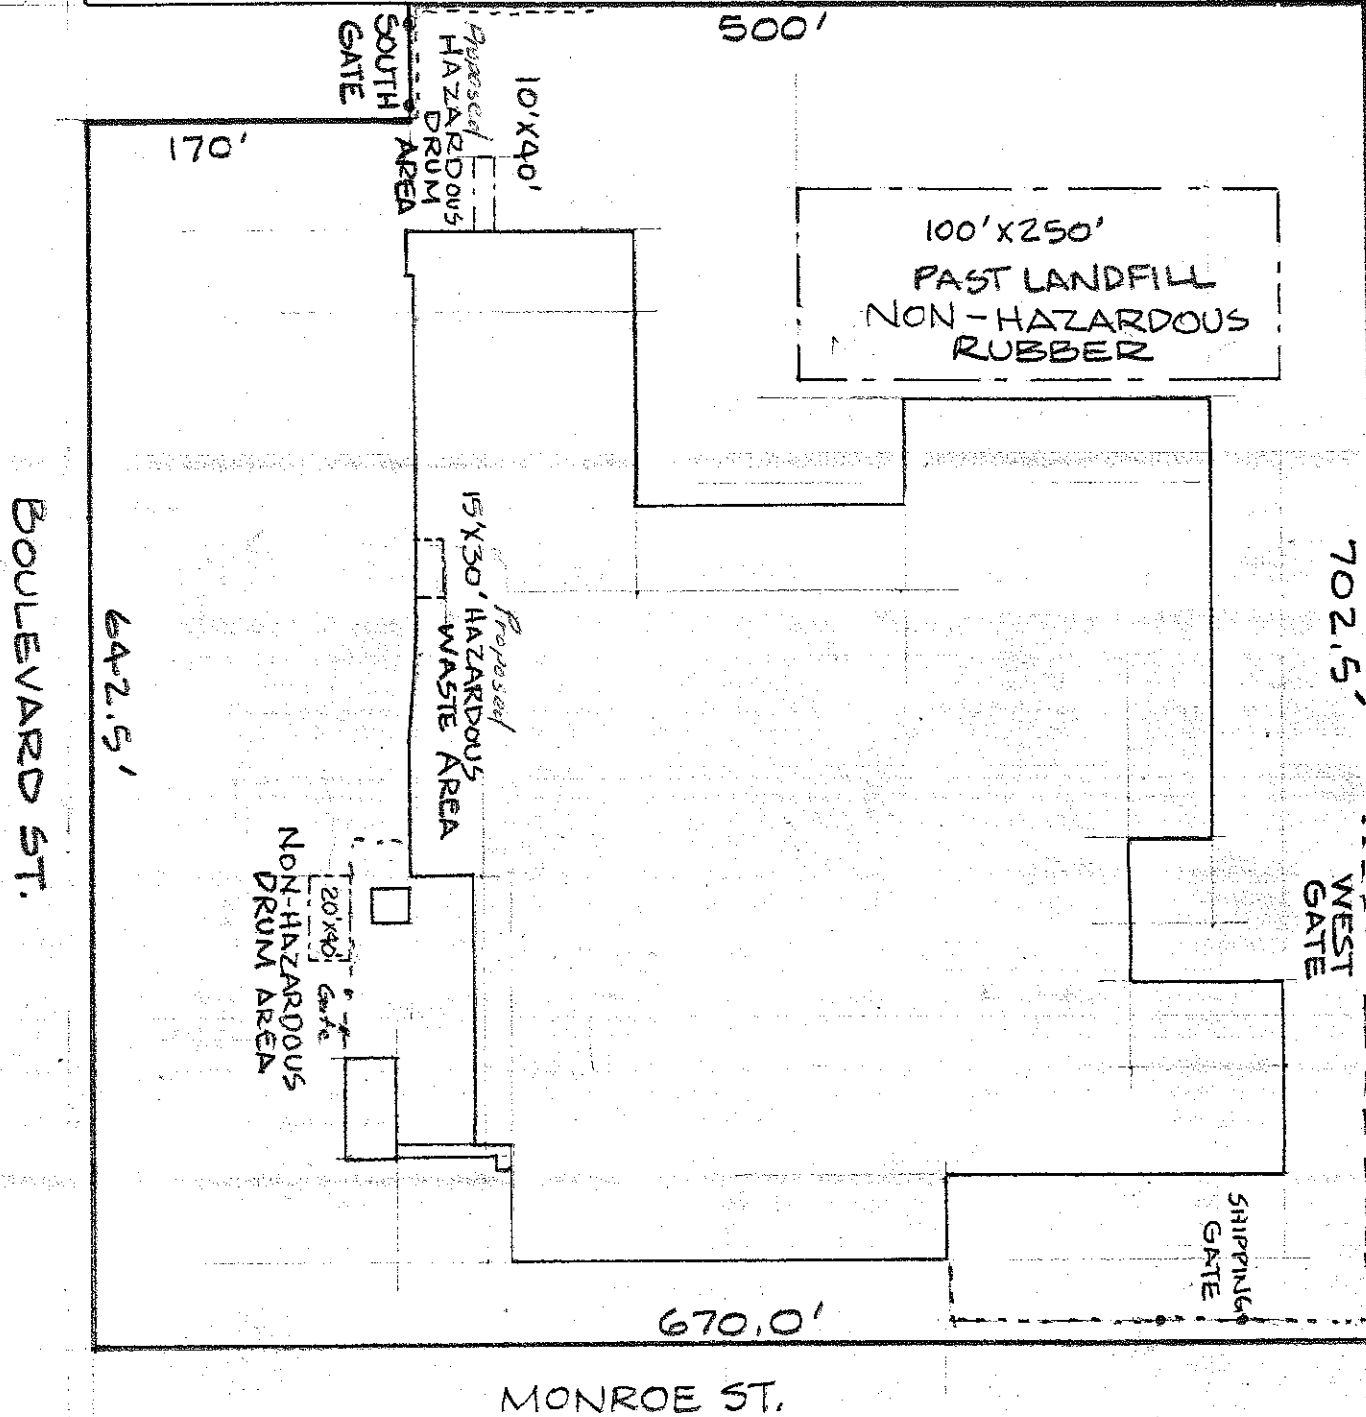 500'
SOUTH
GATE
Proposed
HAZARDOUS
DRUM
AREA
10'X40'
170'
100'X250'
PAST LANDFILL
NON-HAZARDOUS
RUBBER
702.5'
Proposed
15'X30' HAZARDOUS
WASTE AREA
BOULEVARD ST.
642.5'
WEST
GATE
20'X40'
Gate
NON-HAZARDOUS
DRUM AREA
SHIPPING
GATE
670.0'
MONROE ST.